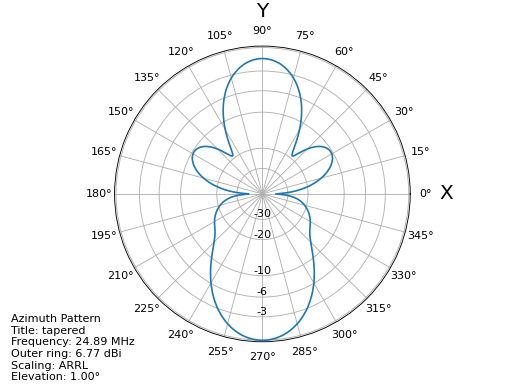 Y
90°
105° 75°
120° 60°
135° 45°
150° 30°
165° 15°
180° 0° X
-30
-20
195° 345°
-10
210° 330°
-6
-3
225° 315°
240° 300°
255° 285°
270°
Azimuth Pattern
Title: tapered
Frequency: 24.89 MHz
Outer ring: 6.77 dBi
Scaling: ARRL
Elevation: 1.00°